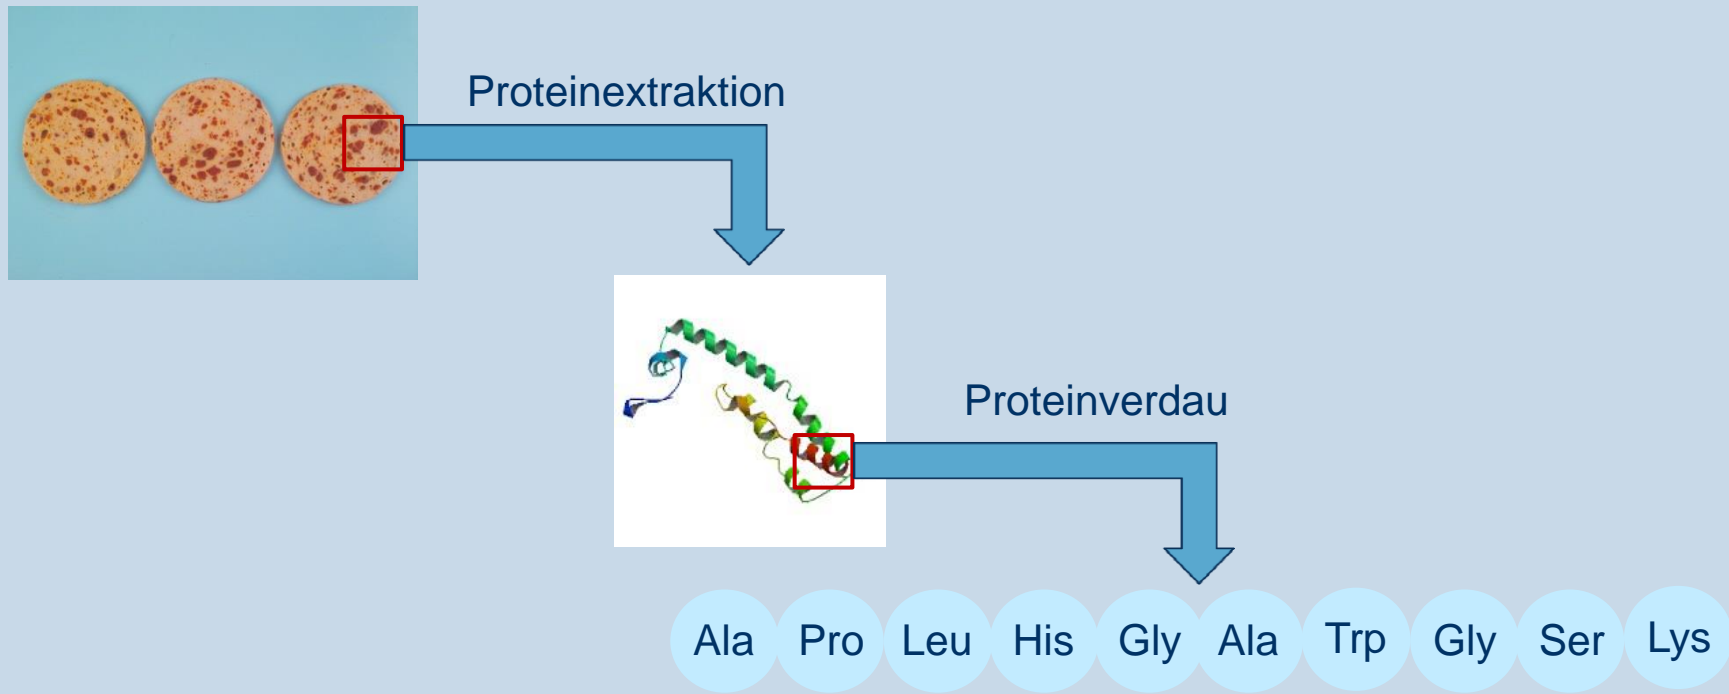 Proteinextraktion
Proteinverdau
Ala Pro Leu His Gly Ala Trp Gly Ser Lys